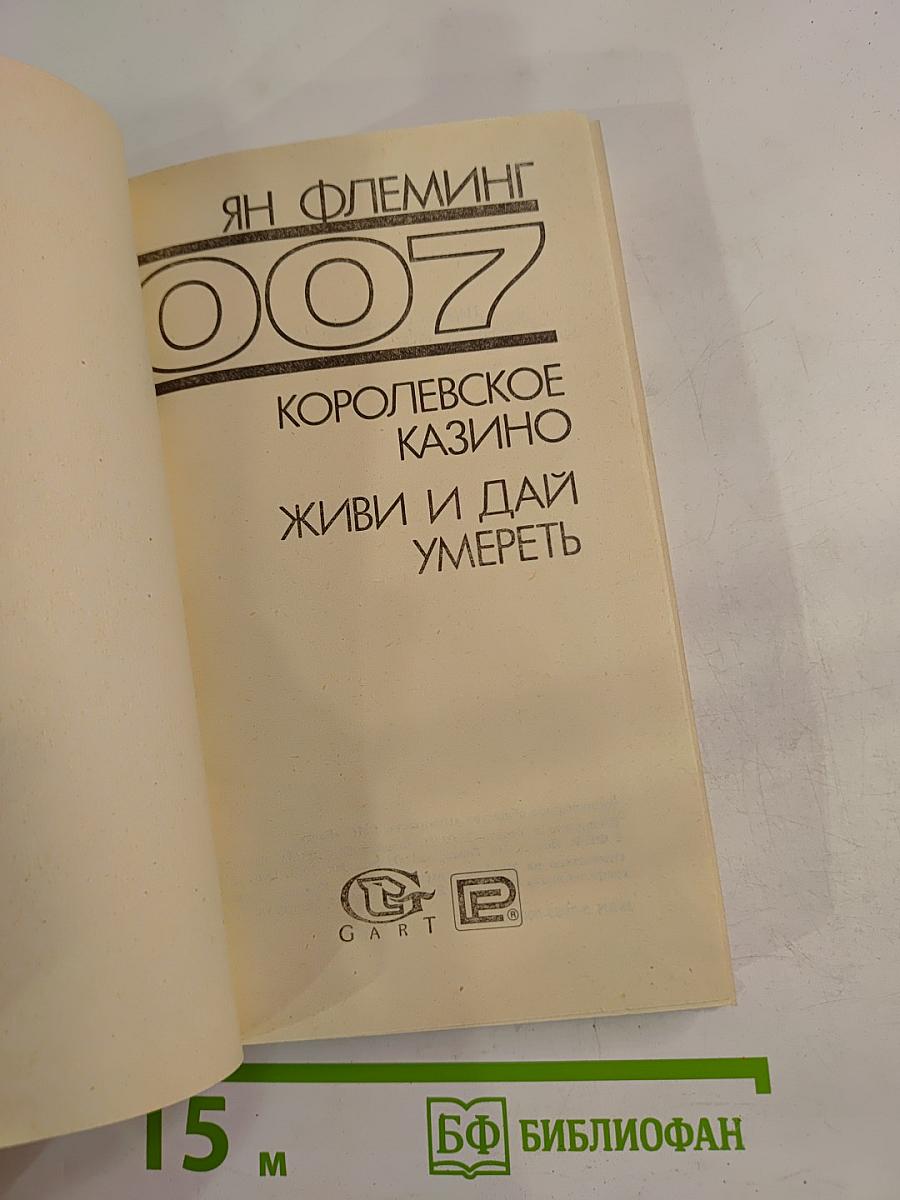 ЯН ФЛЕМИНГ
007
КОРОЛЕВСКОЕ
КАЗИНО
ЖИВИ И ДАЙ
УМЕРЕТЬ
GART
®
15 м
БФ БИБЛИОФАН